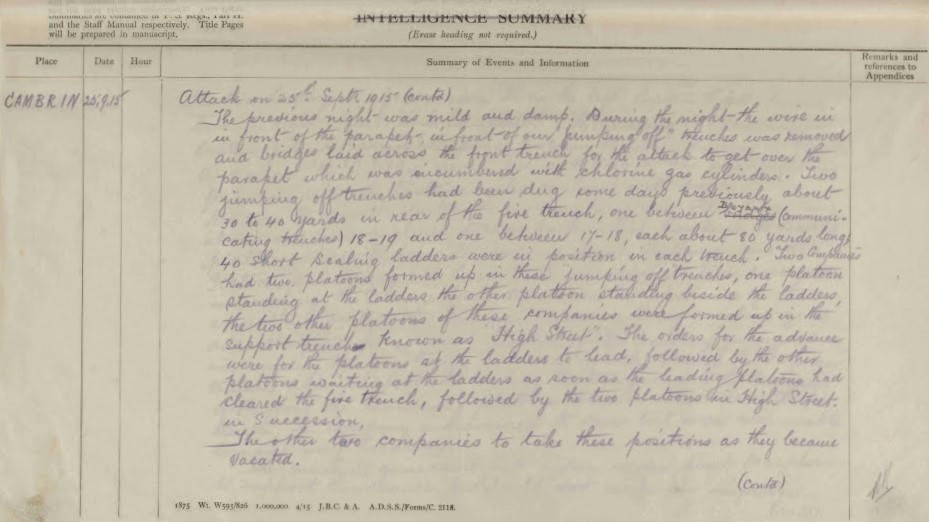 Summaries are contained in F. S. Regs., Part II.
and the Staff Manual respectively. Title Pages
will be prepared in manuscript.
INTELLIGENCE SUMMARY
(Erase heading not required.)
Place
Date
Hour
Summary of Events and Information
Remarks and
references to
Appendices
CAMBRIN 25.9.15
Attack on 25th Septr 1915 (contd)
The previous night was mild and damp. During the night the wire in
in front of the parapet in front of our "jumping off" trenches was removed
and bridges laid across the front trench for the attack to get over the
parapet which was encumbered with chlorine gas cylinders. Two
jumping off trenches had been dug some days previously about
30 to 40 yards in rear of the fire trench, one between Boyaux (communi-
cating trenches) 18-19 and one between 17-18, each about 80 yards long,
40 short scaling ladders were in position in each trench. Two Companies
had two platoons formed up in these jumping off trenches, one platoon
standing at the ladders the other platoon standing beside the ladders,
the two other platoons of these companies were formed up in the
support trench known as "High Street". The orders for the advance
were for the platoons at the ladders to lead, followed by the other
platoons waiting at the ladders as soon as the leading platoons had
cleared the fire trench, followed by the two platoons in High Street.
in Succession.
The other two companies to take these positions as they became
vacated.
(Contd)
1875 Wt. W593/826 1,000,000 4/15 J.B.C. & A. A.D.S.S./Forms/C. 2118.